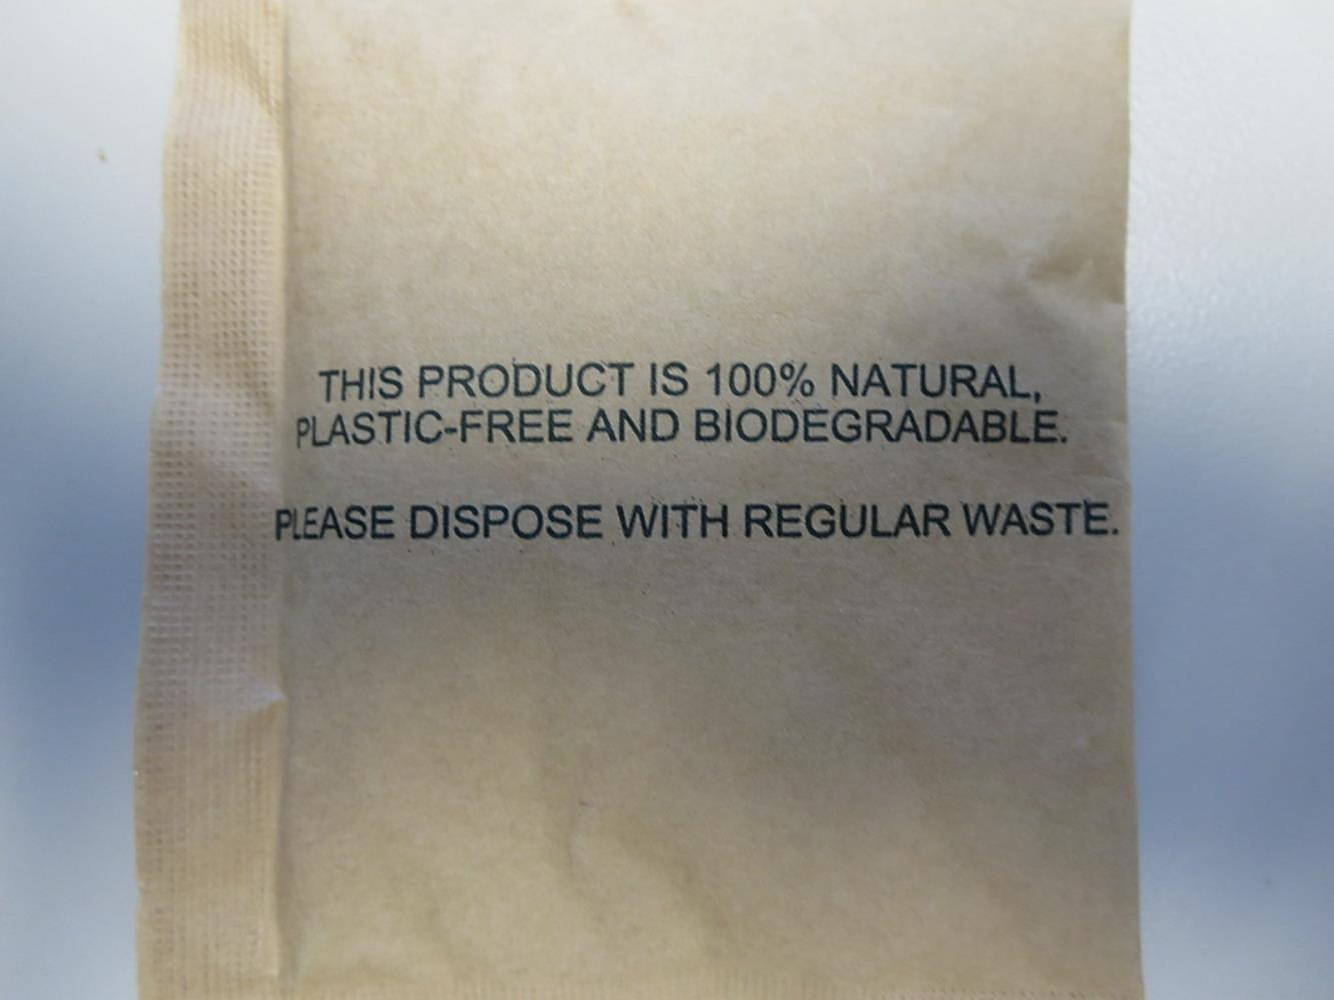 THIS PRODUCT IS 100% NATURAL,
PLASTIC-FREE AND BIODEGRADABLE.
PLEASE DISPOSE WITH REGULAR WASTE.